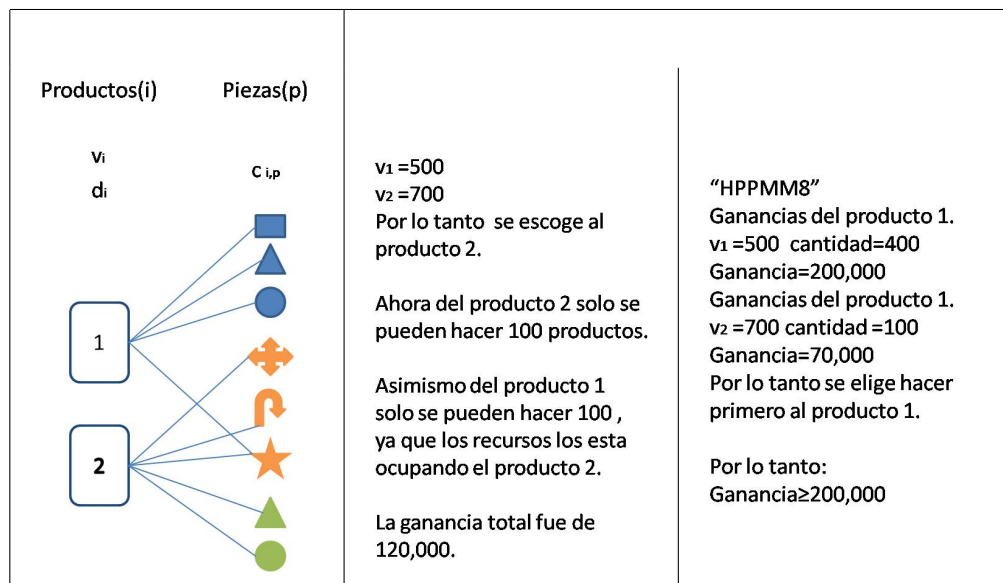 Productos(i)
Piezas(p)
vi
di
c i,p
1
2
v1 =500
v2 =700
Por lo tanto se escoge al
producto 2.
Ahora del producto 2 solo se
pueden hacer 100 productos.
Asimismo del producto 1
solo se pueden hacer 100 ,
ya que los recursos los esta
ocupando el producto 2.
La ganancia total fue de
120,000.
“HPPMM8”
Ganancias del producto 1.
v1 =500 cantidad=400
Ganancia=200,000
Ganancias del producto 1.
v2 =700 cantidad =100
Ganancia=70,000
Por lo tanto se elige hacer
primero al producto 1.
Por lo tanto:
Ganancia≥200,000